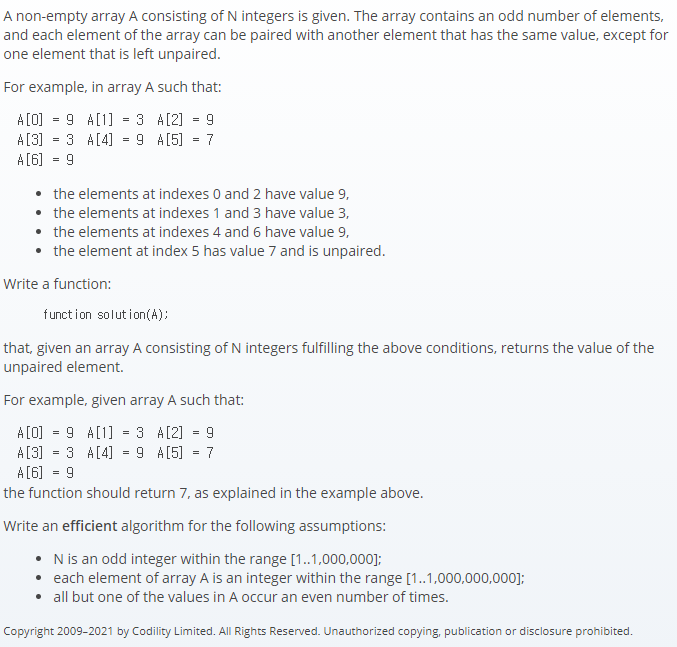 A non-empty array A consisting of N integers is given. The array contains an odd number of elements,
and each element of the array can be paired with another element that has the same value, except for
one element that is left unpaired.
For example, in array A such that:
A[0] = 9 A[1] = 3 A[2] = 9
A[3] = 3 A[4] = 9 A[5] = 7
A[6] = 9
• the elements at indexes 0 and 2 have value 9,
• the elements at indexes 1 and 3 have value 3,
• the elements at indexes 4 and 6 have value 9,
• the element at index 5 has value 7 and is unpaired.
Write a function:
function solution(A);
that, given an array A consisting of N integers fulfilling the above conditions, returns the value of the
unpaired element.
For example, given array A such that:
A[0] = 9 A[1] = 3 A[2] = 9
A[3] = 3 A[4] = 9 A[5] = 7
A[6] = 9
the function should return 7, as explained in the example above.
Write an efficient algorithm for the following assumptions:
• N is an odd integer within the range [1..1,000,000];
• each element of array A is an integer within the range [1..1,000,000,000];
• all but one of the values in A occur an even number of times.
Copyright 2009–2021 by Codility Limited. All Rights Reserved. Unauthorized copying, publication or disclosure prohibited.